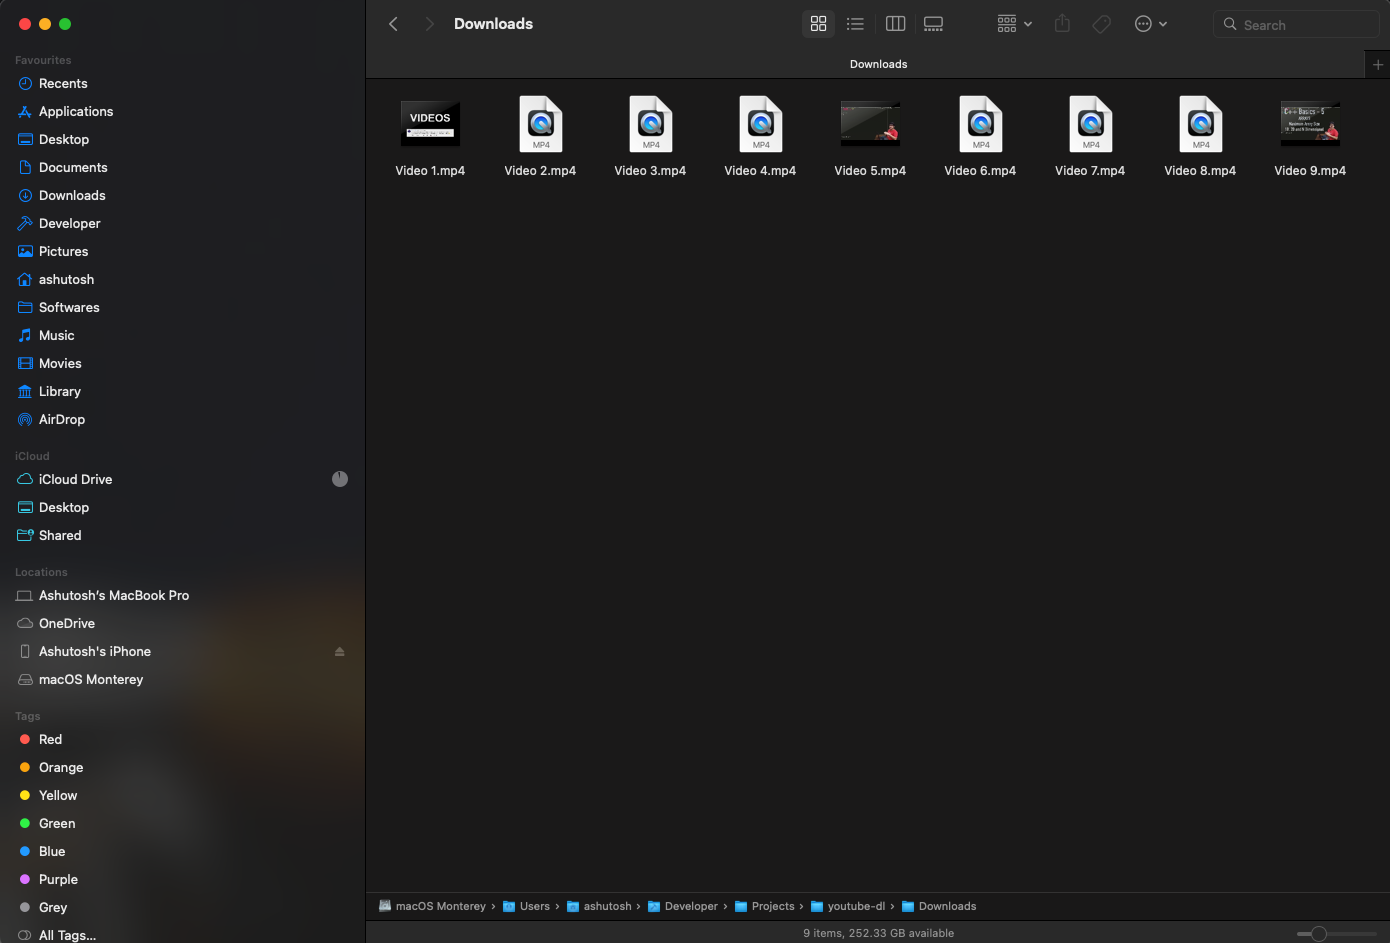 Favourites
Recents
Applications
Desktop
Documents
Downloads
Developer
Pictures
ashutosh
Softwares
Music
Movies
Library
AirDrop
iCloud
iCloud Drive
Desktop
Shared
Locations
Ashutosh’s MacBook Pro
OneDrive
Ashutosh's iPhone
macOS Monterey
Tags
Red
Orange
Yellow
Green
Blue
Purple
Grey
All Tags...
Downloads
Search
Downloads
VIDEOS
MP4
MP4
MP4
MP4
MP4
MP4
C++ Basics - 5
Video 1.mp4
Video 2.mp4
Video 3.mp4
Video 4.mp4
Video 5.mp4
Video 6.mp4
Video 7.mp4
Video 8.mp4
Video 9.mp4
macOS Monterey › Users › ashutosh › Developer › Projects › youtube-dl › Downloads
9 items, 252.33 GB available